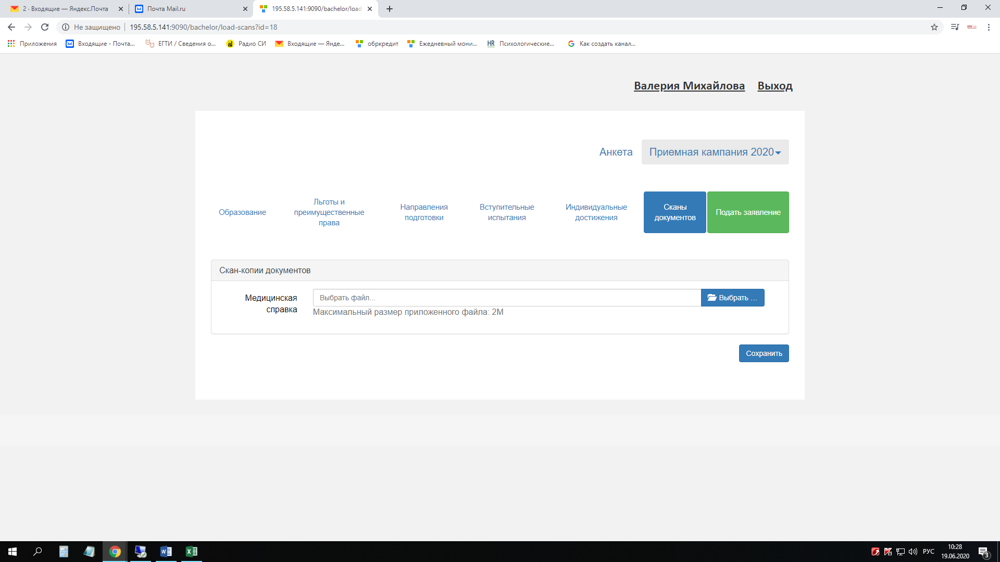 2 · Входящие — Яндекс.Почта
Почта Mail.ru
195.58.5.141:9090/bachelor/load
Не защищено
195.58.5.141:9090/bachelor/load-scans?id=18
Приложения
Входящие - Почта...
ЕГТИ / Сведения о...
Радио СИ
Входящие — Янде...
обркредит
Ежедневный мони...
HR
Психологические...
Как создать канал...
Валерия Михайлова
Выход
Анкета
Приемная кампания 2020
Образование
Льготы и
преимущественные
права
Направления
подготовки
Вступительные
испытания
Индивидуальные
достижения
Сканы
документов
Подать заявление
Скан-копии документов
Медицинская
справка
Выбрать файл...
Выбрать ...
Максимальный размер приложенного файла: 2M
Сохранить
РУС
10:28
19.06.2020
3